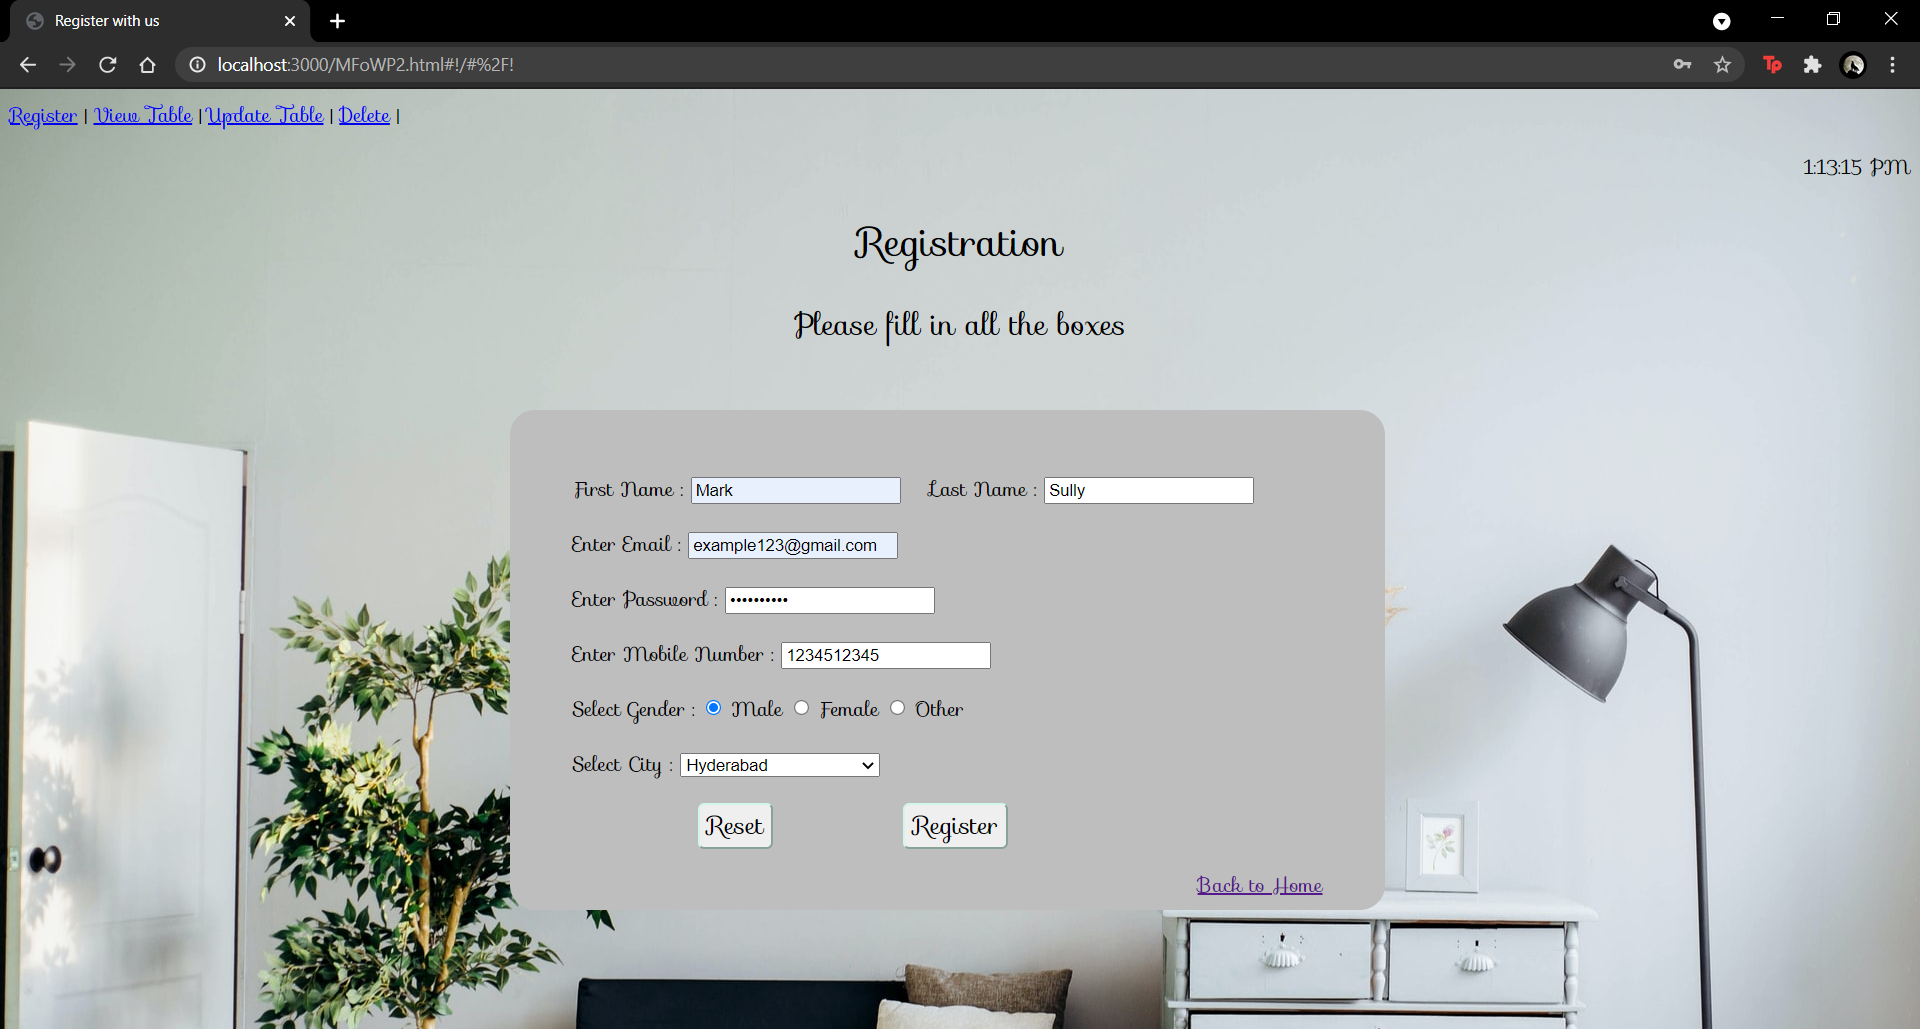 Register with us
localhost:3000/MFoWP2.html#!/#%2F!
Tp
Register | View Table | Update Table | Delete |
1:13:15 PM
Registration
Please fill in all the boxes
First Name : Mark Last Name : Sully
Enter Email : example123@gmail.com
Enter Password : ••••••••••
Enter Mobile Number : 1234512345
Select Gender : Male Female Other
Select City : Hyderabad
Reset Register
Back to Home